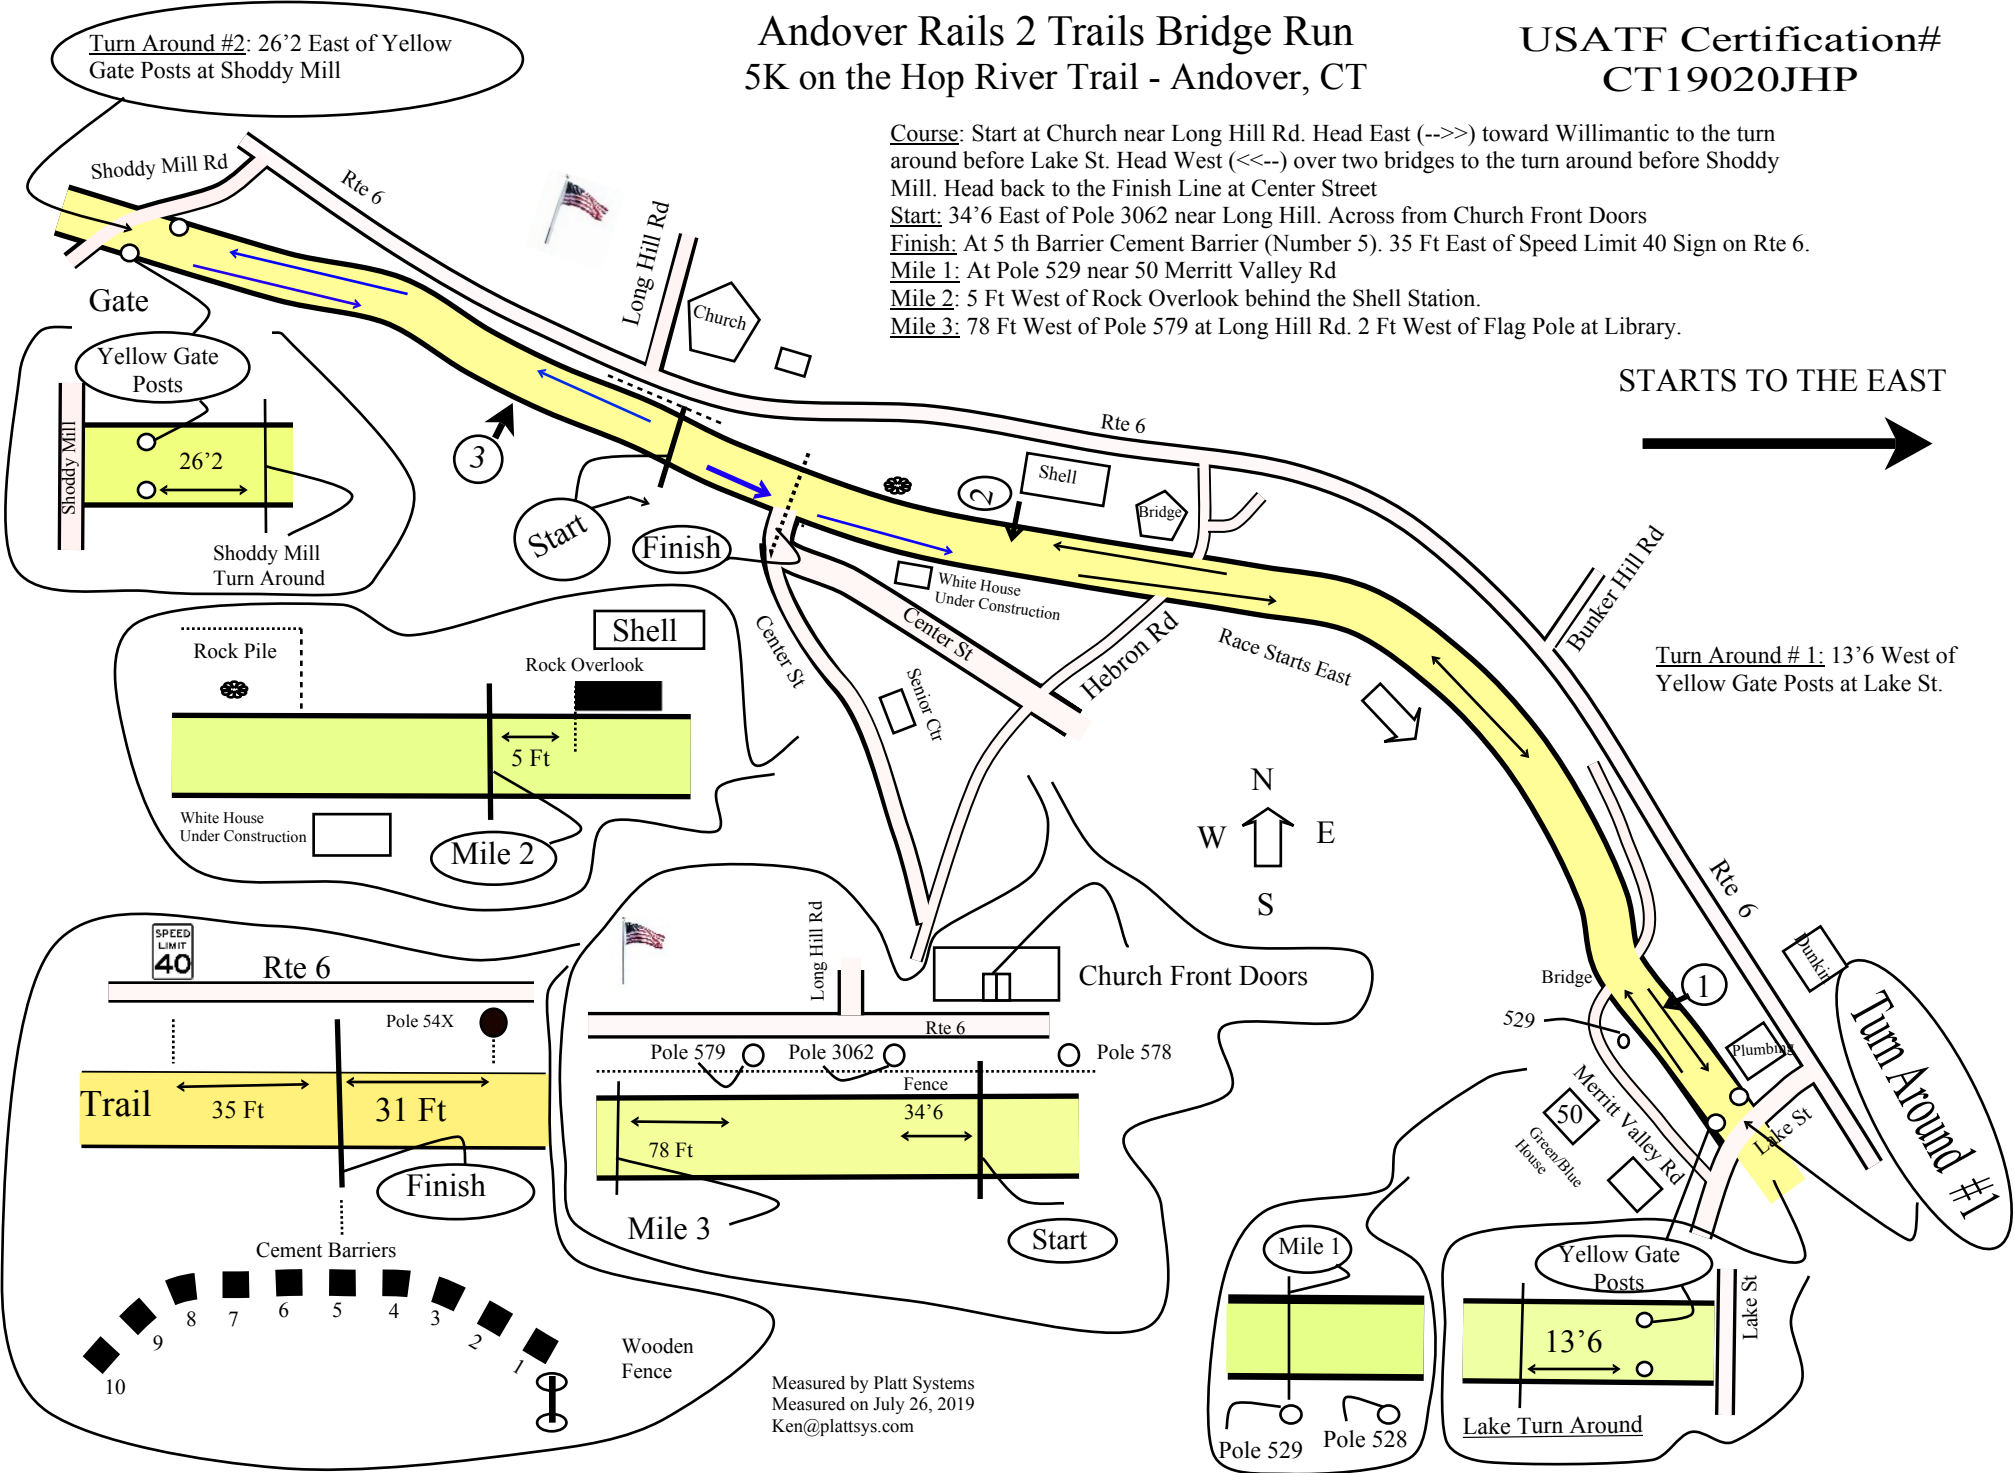 Turn Around #2: 26’2 East of Yellow
Gate Posts at Shoddy Mill
Andover Rails 2 Trails Bridge Run
5K on the Hop River Trail - Andover, CT
USATF Certification#
CT19020JHP
Course: Start at Church near Long Hill Rd. Head East (-->>) toward Willimantic to the turn
around before Lake St. Head West (<<--) over two bridges to the turn around before Shoddy
Mill. Head back to the Finish Line at Center Street
Start: 34’6 East of Pole 3062 near Long Hill. Across from Church Front Doors
Finish: At 5 th Barrier Cement Barrier (Number 5). 35 Ft East of Speed Limit 40 Sign on Rte 6.
Mile 1: At Pole 529 near 50 Merritt Valley Rd
Mile 2: 5 Ft West of Rock Overlook behind the Shell Station.
Mile 3: 78 Ft West of Pole 579 at Long Hill Rd. 2 Ft West of Flag Pole at Library.
STARTS TO THE EAST
Shoddy Mill Rd
Rte 6
Long Hill Rd
Church
Gate
Yellow Gate
Posts
Shoddy Mill
26’2
Shoddy Mill
Turn Around
3
Start
Finish
2
Shell
Rte 6
Bridge
White House
Under Construction
Center St
Center St
Senior Ctr
Hebron Rd
Race Starts East
Bunker Hill Rd
Turn Around # 1: 13’6 West of
Yellow Gate Posts at Lake St.
Rock Pile
Shell
Rock Overlook
5 Ft
White House
Under Construction
Mile 2
N
W
E
S
Rte 6
Dunkin
Bridge
1
529
Plumbing
Merritt Valley Rd
50
Green/Blue
House
Lake St
Turn Around #1
SPEED
LIMIT
40
Rte 6
Pole 54X
Trail
35 Ft
31 Ft
Finish
Cement Barriers
10
9
8
7
6
5
4
3
2
1
Wooden
Fence
Long Hill Rd
Church Front Doors
Rte 6
Pole 579
Pole 3062
Pole 578
Fence
34’6
78 Ft
Mile 3
Start
Measured by Platt Systems
Measured on July 26, 2019
Ken@plattsys.com
Mile 1
Pole 529
Pole 528
Yellow Gate
Posts
13’6
Lake St
Lake Turn Around